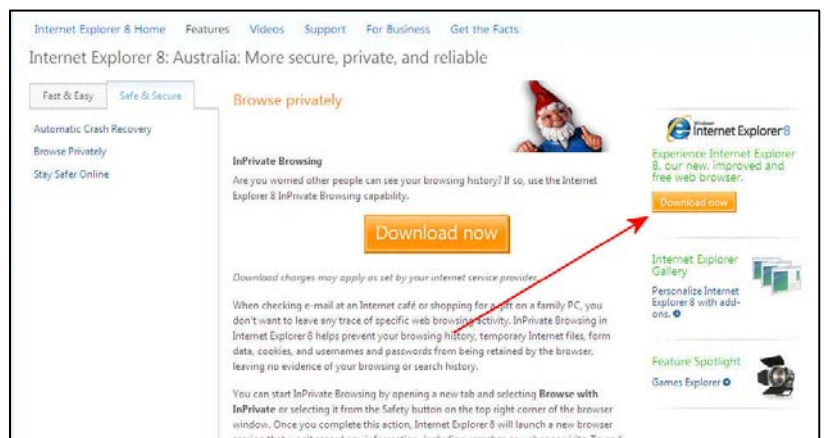 Internet Explorer 8 Home Features Videos Support For Business Get the Facts
Internet Explorer 8: Australia: More secure, private, and reliable
Fast & Easy Safe & Secure
Automatic Crash Recovery
Browse Privately
Stay Safer Online
Browse privately
InPrivate Browsing
Are you worried other people can see your browsing history? If so, use the Internet
Explorer 8 InPrivate Browsing capability.
Download now
Download charges may apply as set by your internet service provider.
When checking e-mail at an Internet café or shopping for a gift on a family PC, you
don't want to leave any trace of specific web browsing activity. InPrivate Browsing in
Internet Explorer 8 helps prevent your browsing history, temporary Internet files, form
data, cookies, and usernames and passwords from being retained by the browser,
leaving no evidence of your browsing or search history.
You can start InPrivate Browsing by opening a new tab and selecting Browse with
InPrivate or selecting it from the Safety button on the top right corner of the browser
window. Once you complete this action, Internet Explorer 8 will launch a new browser
Windows
Internet Explorer 8
Experience Internet Explorer
8, our new, improved and
free web browser.
Download now
Internet Explorer
Gallery
Personalize Internet
Explorer 8 with add-
ons.
Feature Spotlight
Games Explorer